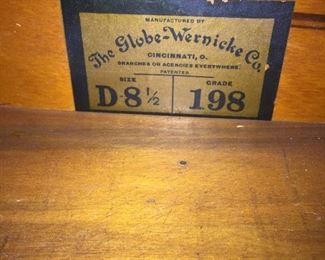 MANUFACTURED BY
The Globe-Wernicke Co.
CINCINNATI, O.
BRANCHES OR AGENCIES EVERYWHERE.
PATENTED
SIZE GRADE
D-8½ 198